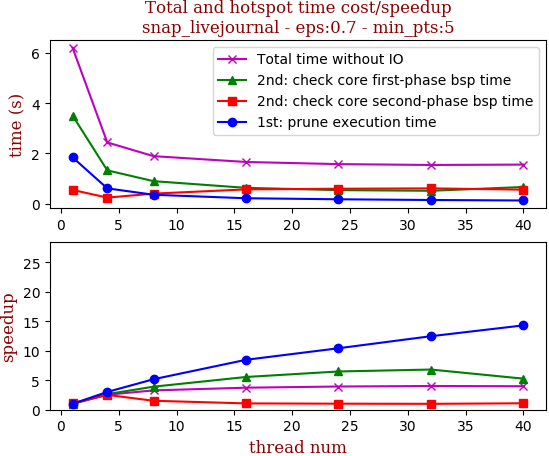 Total and hotspot time cost/speedup
snap_livejournal - eps:0.7 - min_pts:5
time (s)
6
4
2
0
Total time without IO
2nd: check core first-phase bsp time
2nd: check core second-phase bsp time
1st: prune execution time
0 5 10 15 20 25 30 35 40
speedup
25
20
15
10
5
0
0 5 10 15 20 25 30 35 40
thread num